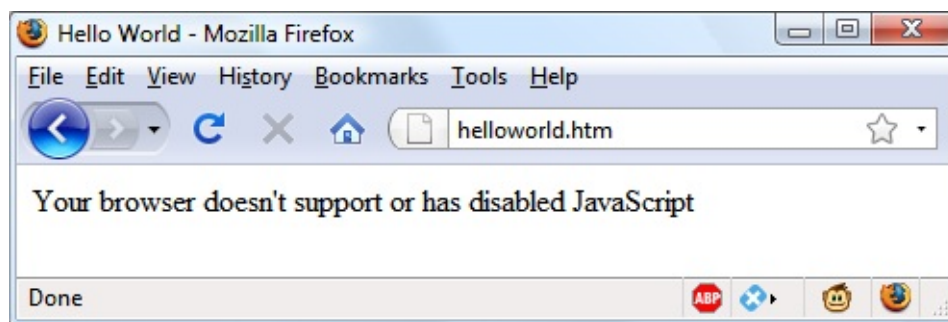 Hello World - Mozilla Firefox
File Edit View History Bookmarks Tools Help
helloworld.htm
Your browser doesn't support or has disabled JavaScript
Done
ABP